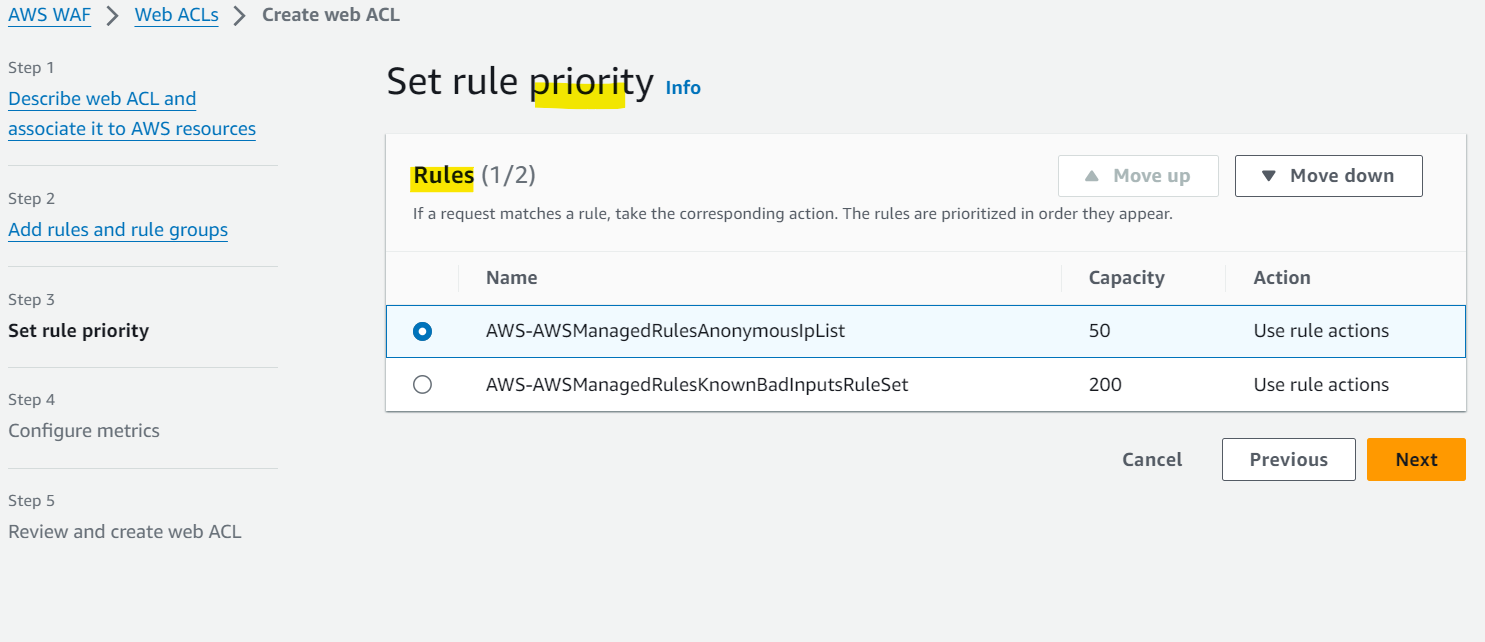 AWS WAF > Web ACLs > Create web ACL
Step 1
Describe web ACL and
associate it to AWS resources
Step 2
Add rules and rule groups
Step 3
Set rule priority
Step 4
Configure metrics
Step 5
Review and create web ACL
Set rule priority Info
Rules (1/2)
▲ Move up
▼ Move down
If a request matches a rule, take the corresponding action. The rules are prioritized in order they appear.
Name Capacity Action
AWS-AWSManagedRulesAnonymousIpList 50 Use rule actions
AWS-AWSManagedRulesKnownBadInputsRuleSet 200 Use rule actions
Cancel Previous Next